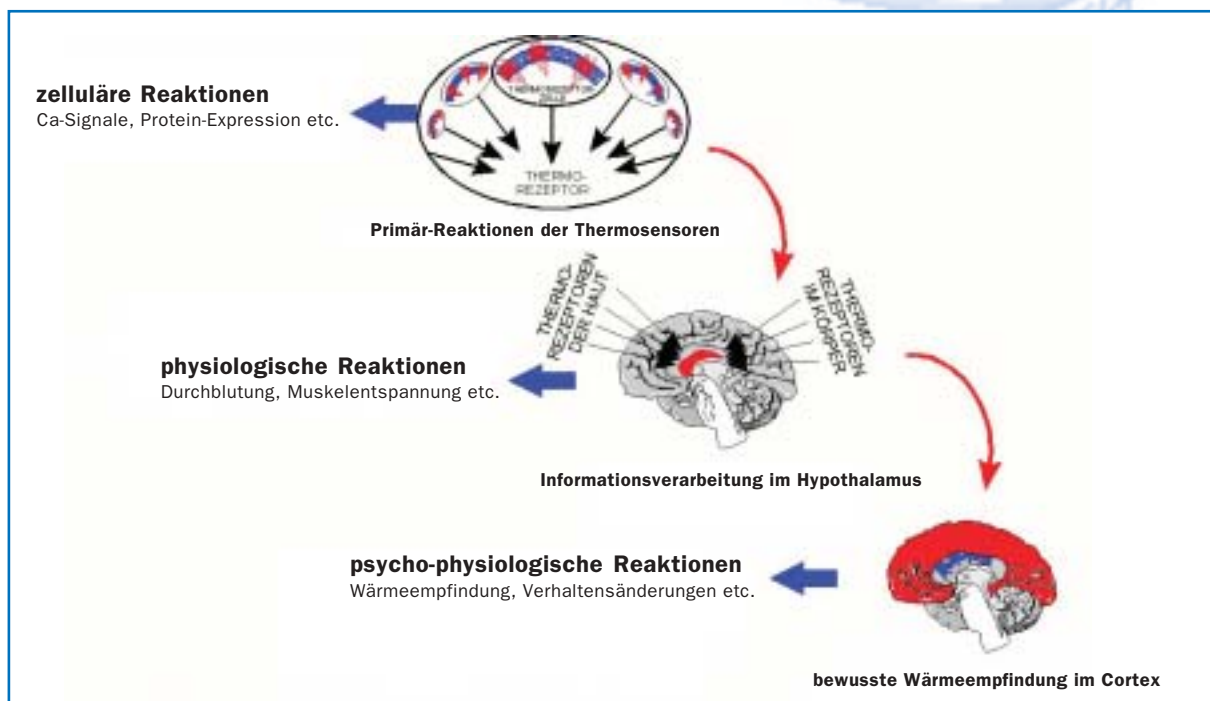 zelluläre Reaktionen
Ca-Signale, Protein-Expression etc.
THERMOREZEPTOR-
ZELLE
THERMO-
REZEPTOR
Primär-Reaktionen der Thermosensoren
THERMO-
REZEPTOREN
DER HAUT
THERMO-
REZEPTOREN
IM KÖRPER
physiologische Reaktionen
Durchblutung, Muskelentspannung etc.
Informationsverarbeitung im Hypothalamus
psycho-physiologische Reaktionen
Wärmeempfindung, Verhaltensänderungen etc.
bewusste Wärmeempfindung im Cortex